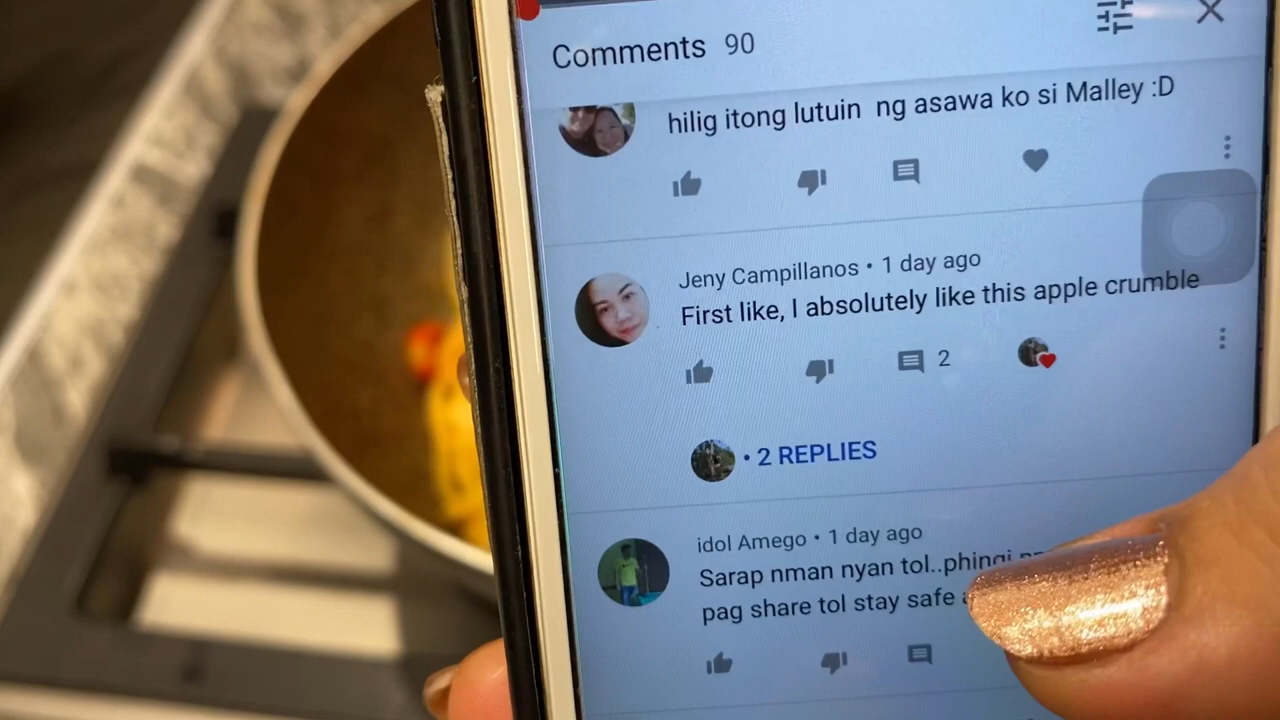 Comments 90
hilig itong lutuin ng asawa ko si Malley :D
Jeny Campillanos • 1 day ago
First like, I absolutely like this apple crumble
2
• 2 REPLIES
idol Amego • 1 day ago
Sarap nman nyan tol..phingi
pag share tol stay safe